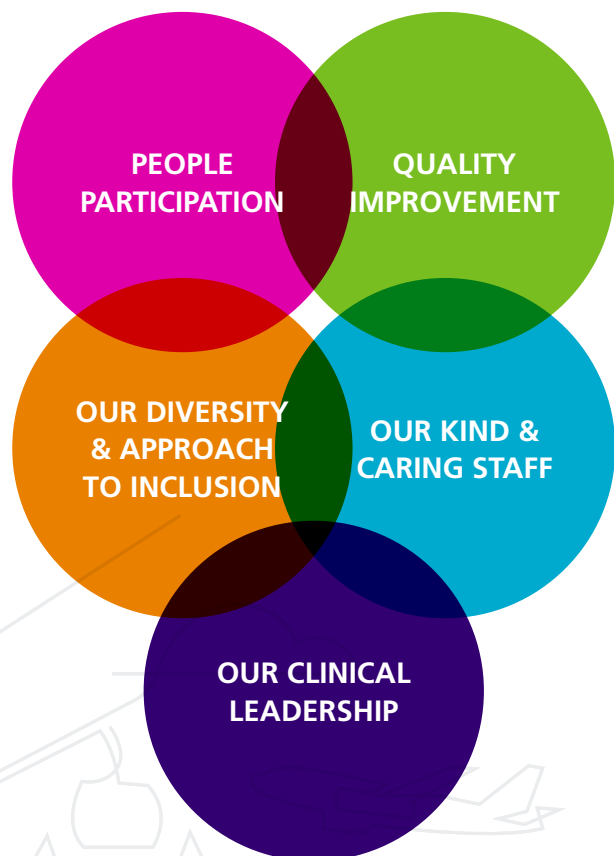 PEOPLE
PARTICIPATION
QUALITY
IMPROVEMENT
OUR DIVERSITY
& APPROACH
TO INCLUSION
OUR KIND &
CARING STAFF
OUR CLINICAL
LEADERSHIP